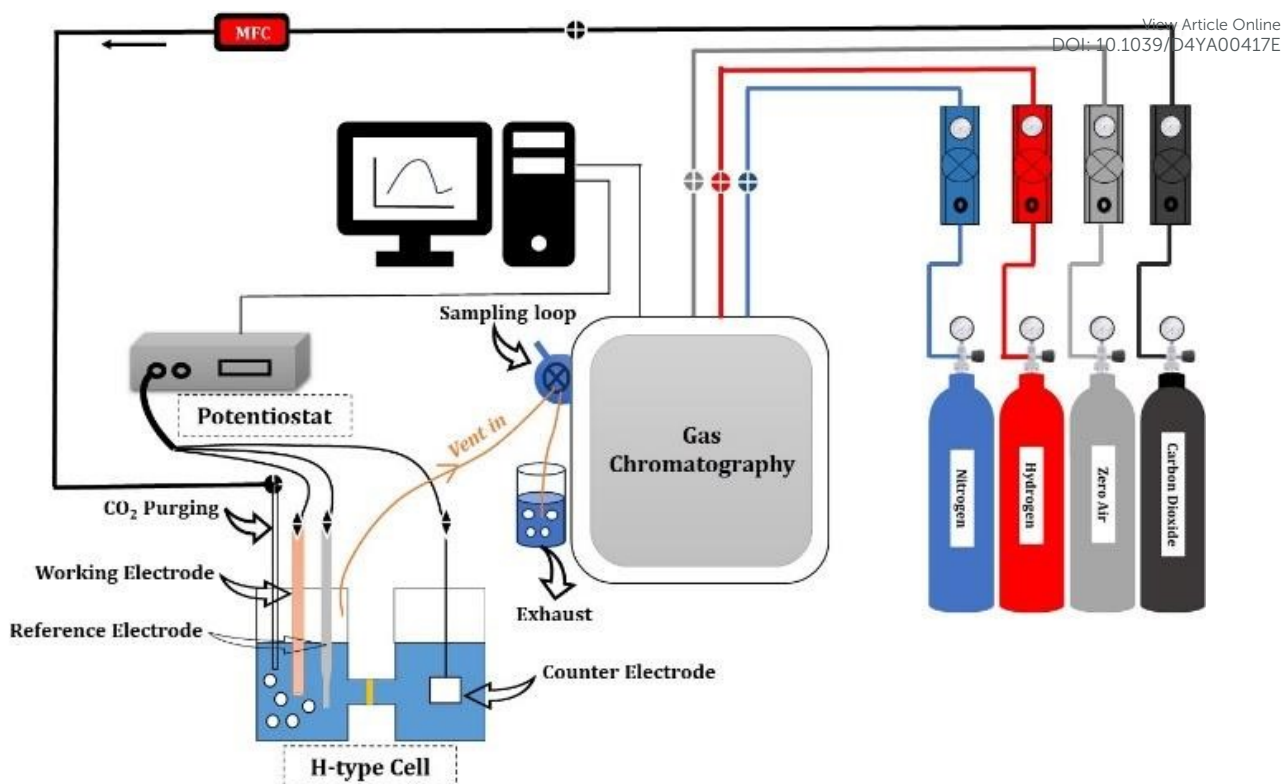 View Article Online
DOI: 10.1039/D4YA00417E
MFC
Sampling loop
Potentiostat
Vent in
Gas
Chromatography
Nitrogen
Hydrogen
Zero Air
Carbon Dioxide
CO₂ Purging
Working Electrode
Reference Electrode
Exhaust
Counter Electrode
H-type Cell